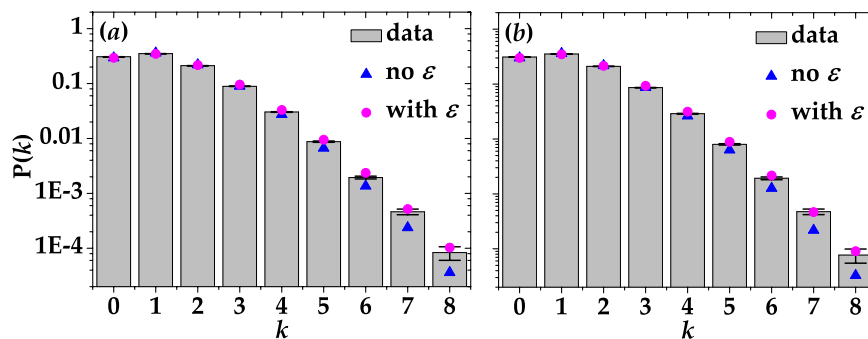 (a)
data
no ε
with ε
P(k)
1
0.1
0.01
1E-3
1E-4
0 1 2 3 4 5 6 7 8
k
(b)
data
no ε
with ε
0 1 2 3 4 5 6 7 8
k